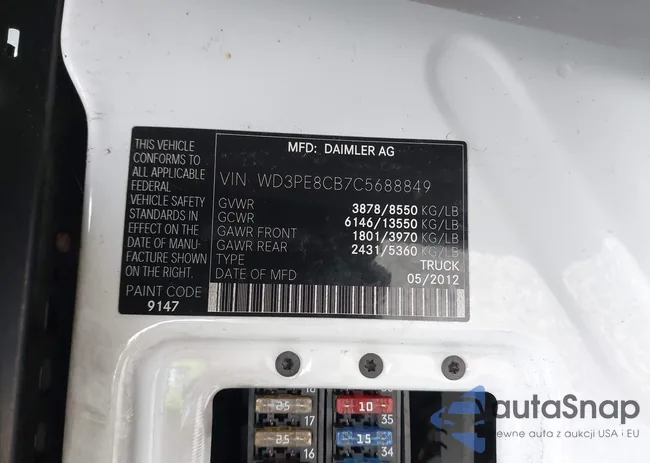 MFD: DAIMLER AG
THIS VEHICLE
CONFORMS TO
ALL APPLICABLE
FEDERAL
VEHICLE SAFETY
STANDARDS IN
EFFECT ON THE
DATE OF MANU-
FACTURE SHOWN
ON THE RIGHT.
PAINT CODE
9147
VIN WD3PE8CB7C5688849
GVWR 3878/8550 KG/LB
GCWR 6146/13550 KG/LB
GAWR FRONT 1801/3970 KG/LB
GAWR REAR 2431/5360 KG/LB
TYPE TRUCK
DATE OF MFD 05/2012
25 10
17 35
25 15
16 34
autaSnap
pewne auta z aukcji USA i EU